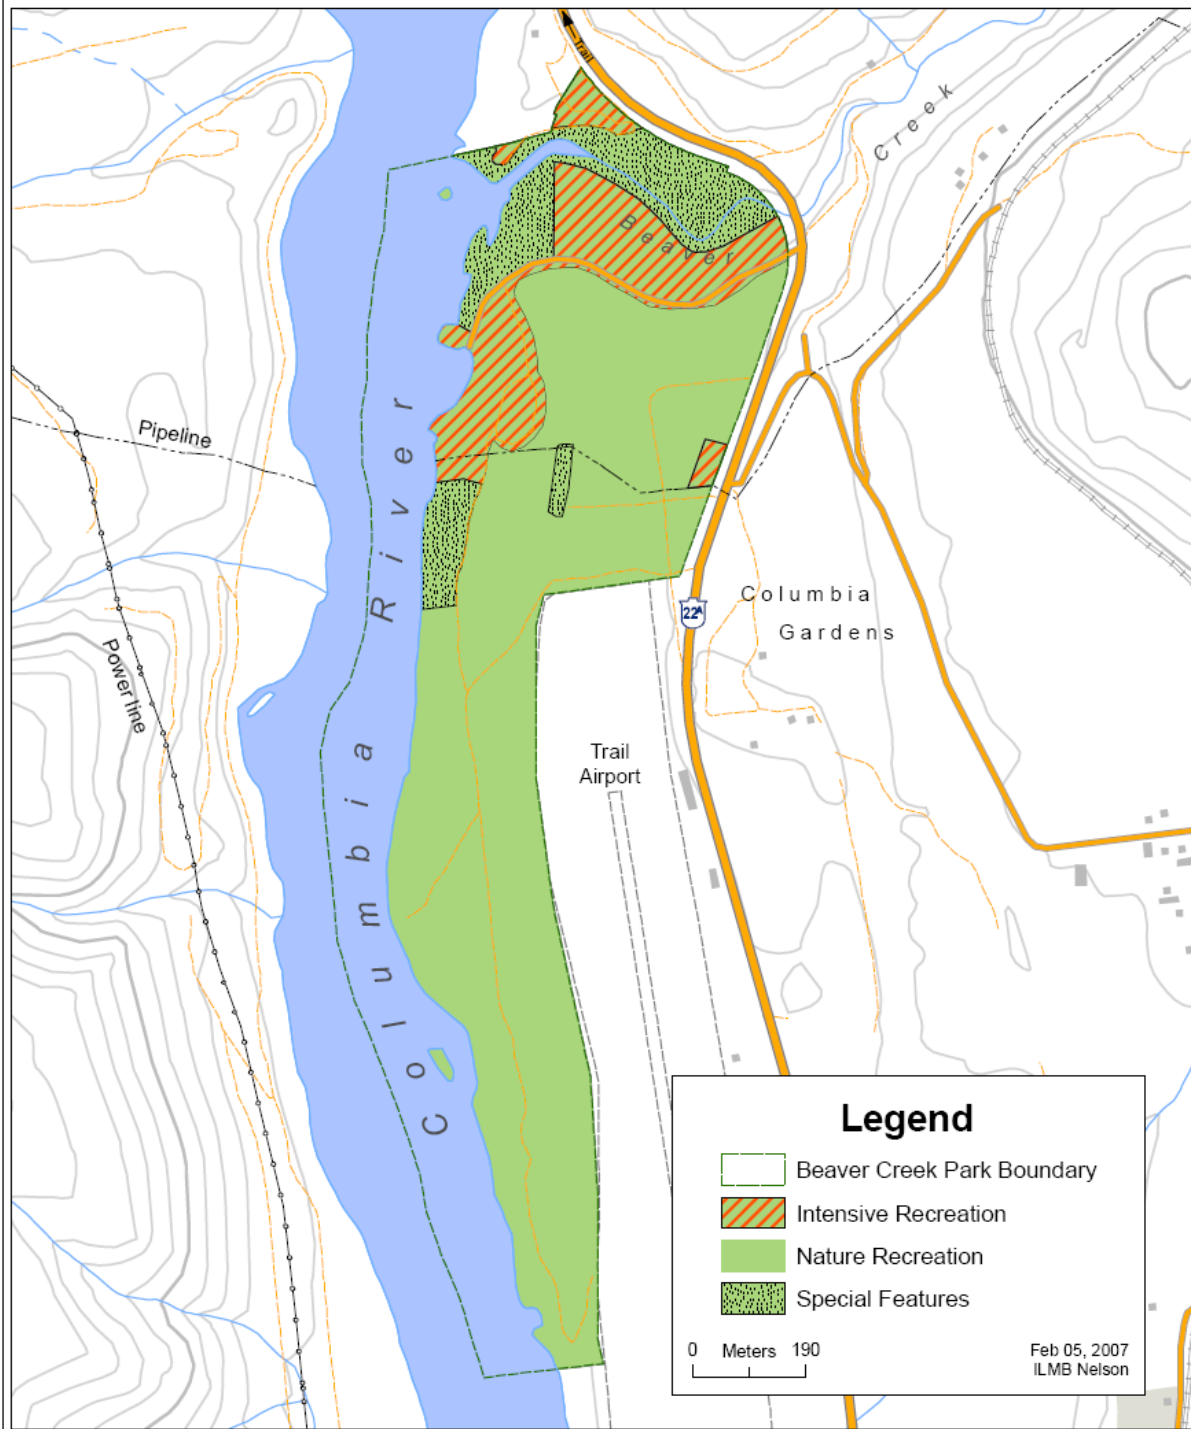 Trail
Creek
Beaver
Pipeline
Columbia River
Powerline
22A
Columbia
Gardens
Trail
Airport
Legend
Beaver Creek Park Boundary
Intensive Recreation
Nature Recreation
Special Features
0 Meters 190
Feb 05, 2007
ILMB Nelson